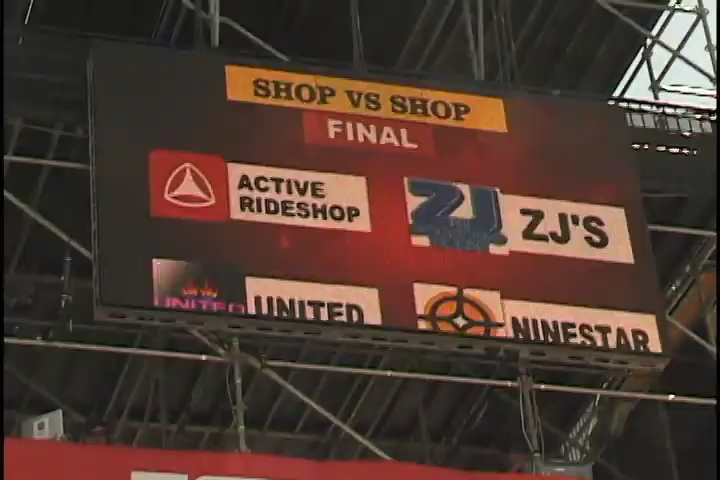 SHOP VS SHOP
FINAL
ACTIVE
RIDESHOP
ZJ
ZJ'S
UNITED
UNITED
NINESTAR